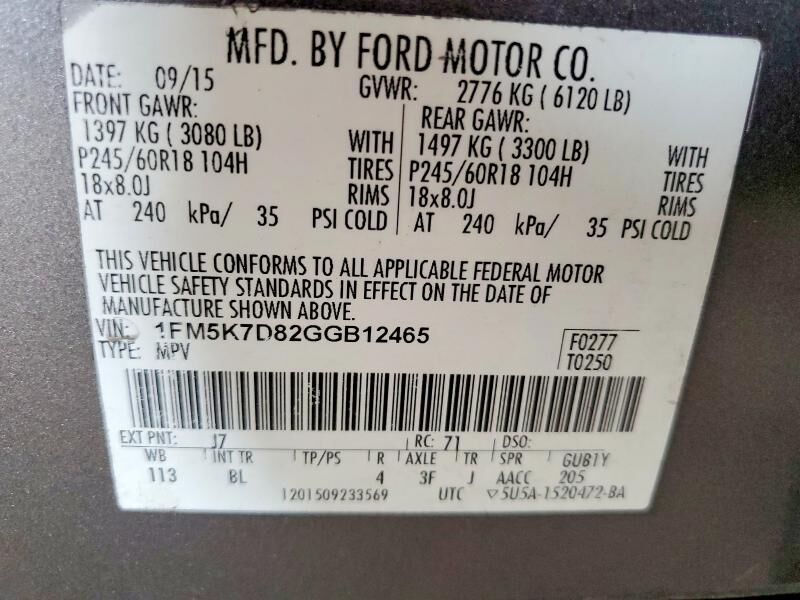 MFD. BY FORD MOTOR CO.
DATE: 09/15 GVWR: 2776 KG ( 6120 LB)
FRONT GAWR: REAR GAWR:
1397 KG ( 3080 LB) WITH 1497 KG ( 3300 LB) WITH
P245/60R18 104H TIRES P245/60R18 104H TIRES
18x8.0J RIMS 18x8.0J RIMS
AT 240 kPa/ 35 PSI COLD AT 240 kPa/ 35 PSI COLD
THIS VEHICLE CONFORMS TO ALL APPLICABLE FEDERAL MOTOR
VEHICLE SAFETY STANDARDS IN EFFECT ON THE DATE OF
MANUFACTURE SHOWN ABOVE.
VIN: 1FM5K7D82GGB12465 F0277
TYPE: MPV T0250
EXT PNT: J7 RC: 71 DSO:
WB INT TR TP/PS R AXLE TR SPR GUB1Y
113 BL 4 3F J AACC 205
1201509233569 UTC ▽5U5A-1520472-BA